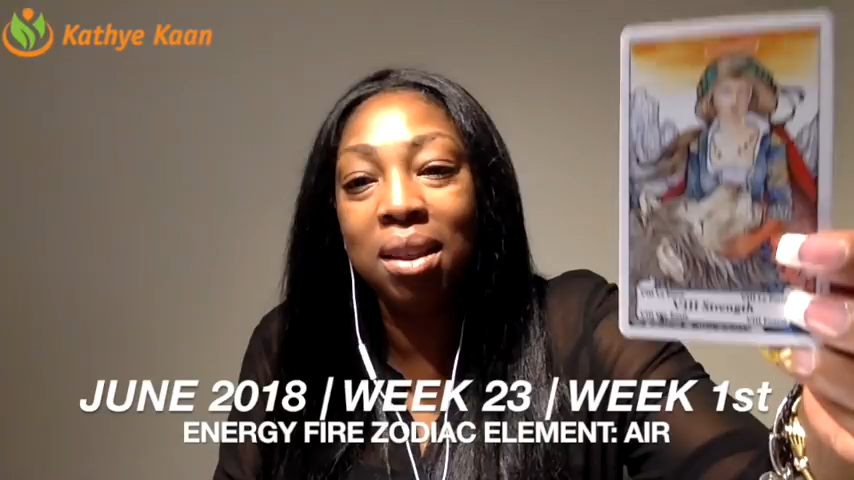 Kathye Kaan
VIII Strength
JUNE 2018 | WEEK 23 | WEEK 1st
ENERGY FIRE ZODIAC ELEMENT: AIR